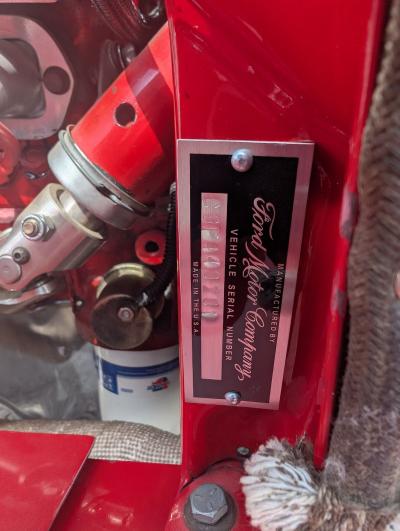 MANUFACTURED BY
Ford Motor Company
VEHICLE SERIAL NUMBER
MADE IN THE U.S.A.